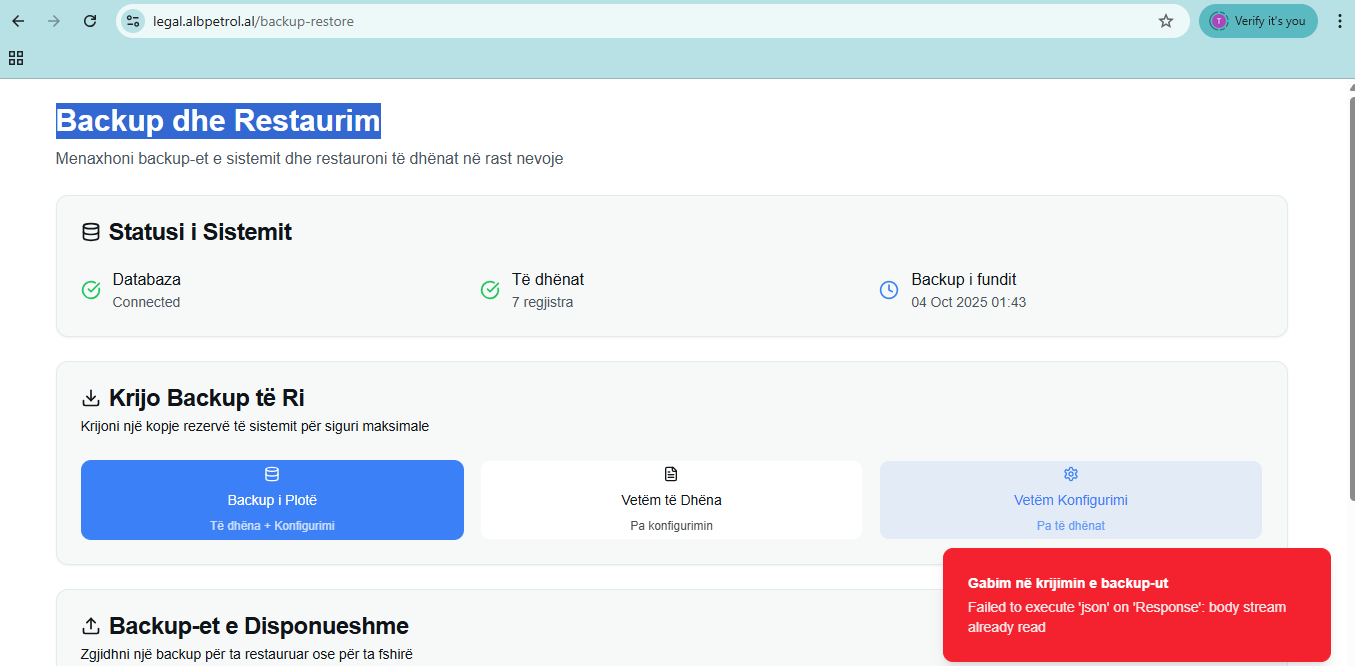 legal.albpetrol.al/backup-restore
T
Verify it's you
Backup dhe Restaurim
Menaxhoni backup-et e sistemit dhe restauroni të dhënat në rast nevoje
Statusi i Sistemit
Databaza
Connected
Të dhënat
7 regjistra
Backup i fundit
04 Oct 2025 01:43
Krijo Backup të Ri
Krijoni një kopje rezervë të sistemit për siguri maksimale
Backup i Plotë
Të dhëna + Konfigurimi
Vetëm të Dhëna
Pa konfigurimin
Vetëm Konfigurimi
Pa të dhënat
Backup-et e Disponueshme
Zgjidhni një backup për ta restauruar ose për ta fshirë
Gabim në krijimin e backup-ut
Failed to execute 'json' on 'Response': body stream
already read